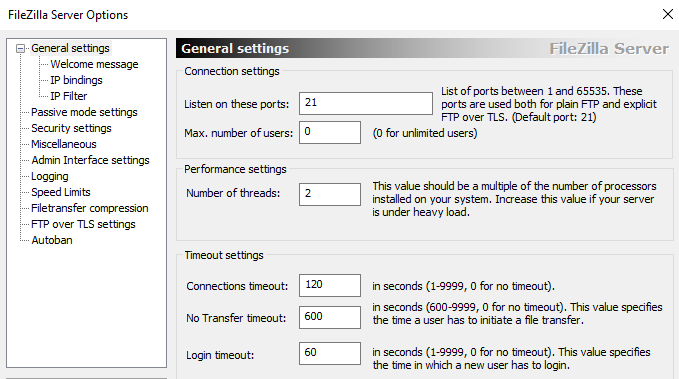 FileZilla Server Options
General settings
Welcome message
IP bindings
IP Filter
Passive mode settings
Security settings
Miscellaneous
Admin Interface settings
Logging
Speed Limits
Filetransfer compression
FTP over TLS settings
Autoban
General settings
FileZilla Server
Connection settings
Listen on these ports: 21
List of ports between 1 and 65535. These
ports are used both for plain FTP and explicit
FTP over TLS. (Default port: 21)
Max. number of users: 0 (0 for unlimited users)
Performance settings
Number of threads: 2
This value should be a multiple of the number of processors
installed on your system. Increase this value if your server
is under heavy load.
Timeout settings
Connections timeout: 120 in seconds (1-9999, 0 for no timeout).
No Transfer timeout: 600
in seconds (600-9999, 0 for no timeout). This value specifies
the time a user has to initiate a file transfer.
Login timeout: 60
in seconds (1-9999, 0 for no timeout). This value specifies
the time in which a new user has to login.